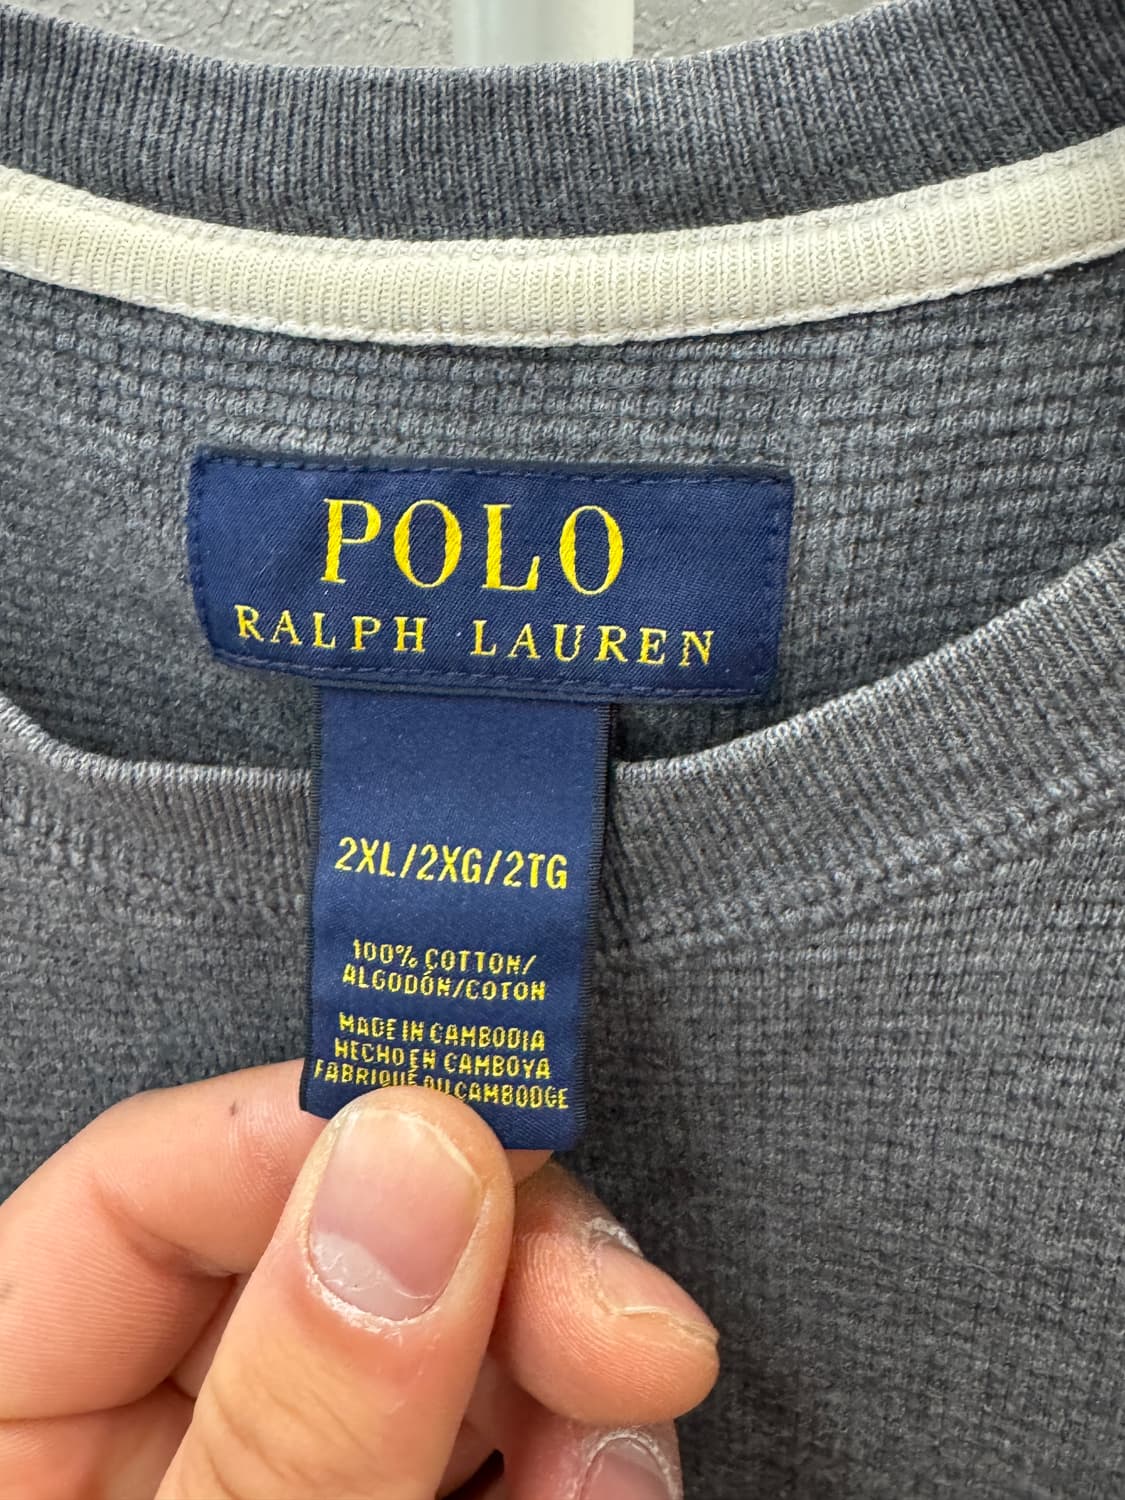 POLO
RALPH LAUREN
2XL/2XG/2TG
100% COTTON/
ALGODÓN/COTON
MADE IN CAMBODIA
HECHO EN CAMBOYA
FABRIQUÉ AU CAMBODGE